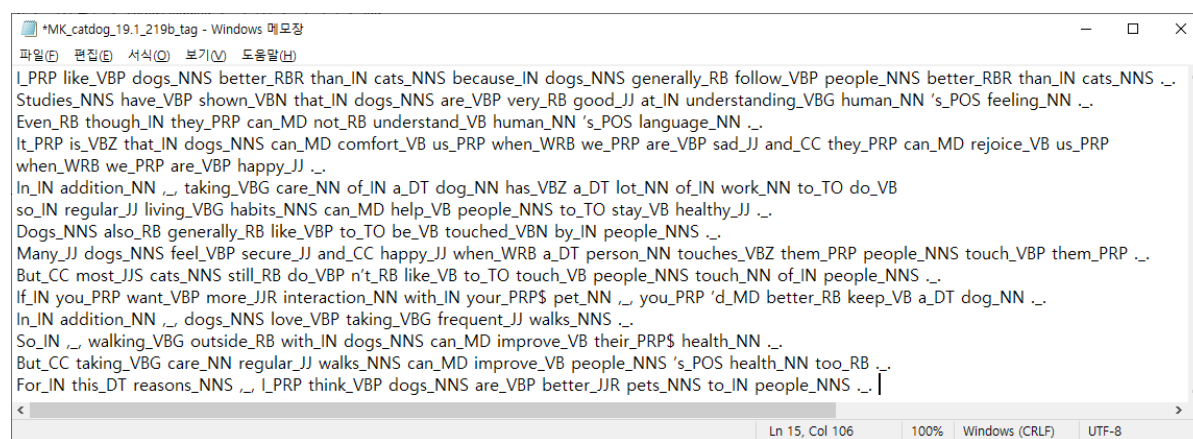 *MK_catdog_19.1_219b_tag - Windows 메모장
파일(F) 편집(E) 서식(O) 보기(V) 도움말(H)
I_PRP like_VBP dogs_NNS better_RBR than_IN cats_NNS because_IN dogs_NNS generally_RB follow_VBP people_NNS better_RBR than_IN cats_NNS ._.
Studies_NNS have_VBP shown_VBN that_IN dogs_NNS are_VBP very_RB good_JJ at_IN understanding_VBG human_NN 's_POS feeling_NN ._.
Even_RB though_IN they_PRP can_MD not_RB understand_VB human_NN 's_POS language_NN ._.
It_PRP is_VBZ that_IN dogs_NNS can_MD comfort_VB us_PRP when_WRB we_PRP are_VBP sad_JJ and_CC they_PRP can_MD rejoice_VB us_PRP
when_WRB we_PRP are_VBP happy_JJ ._.
In_IN addition_NN ,_, taking_VBG care_NN of_IN a_DT dog_NN has_VBZ a_DT lot_NN of_IN work_NN to_TO do_VB
so_IN regular_JJ living_VBG habits_NNS can_MD help_VB people_NNS to_TO stay_VB healthy_JJ ._.
Dogs_NNS also_RB generally_RB like_VBP to_TO be_VB touched_VBN by_IN people_NNS ._.
Many_JJ dogs_NNS feel_VBP secure_JJ and_CC happy_JJ when_WRB a_DT person_NN touches_VBZ them_PRP people_NNS touch_VBP them_PRP ._.
But_CC most_JJS cats_NNS still_RB do_VBP n't_RB like_VB to_TO touch_VB people_NNS touch_NN of_IN people_NNS ._.
If_IN you_PRP want_VBP more_JJR interaction_NN with_IN your_PRP$ pet_NN ,_, you_PRP 'd_MD better_RB keep_VB a_DT dog_NN ._.
In_IN addition_NN ,_, dogs_NNS love_VBP taking_VBG frequent_JJ walks_NNS ._.
So_IN ,_, walking_VBG outside_RB with_IN dogs_NNS can_MD improve_VB their_PRP$ health_NN ._.
But_CC taking_VBG care_NN regular_JJ walks_NNS can_MD improve_VB people_NNS 's_POS health_NN too_RB ._.
For_IN this_DT reasons_NNS ,_, I_PRP think_VBP dogs_NNS are_VBP better_JJR pets_NNS to_IN people_NNS ._.
Ln 15, Col 106 100% Windows (CRLF) UTF-8